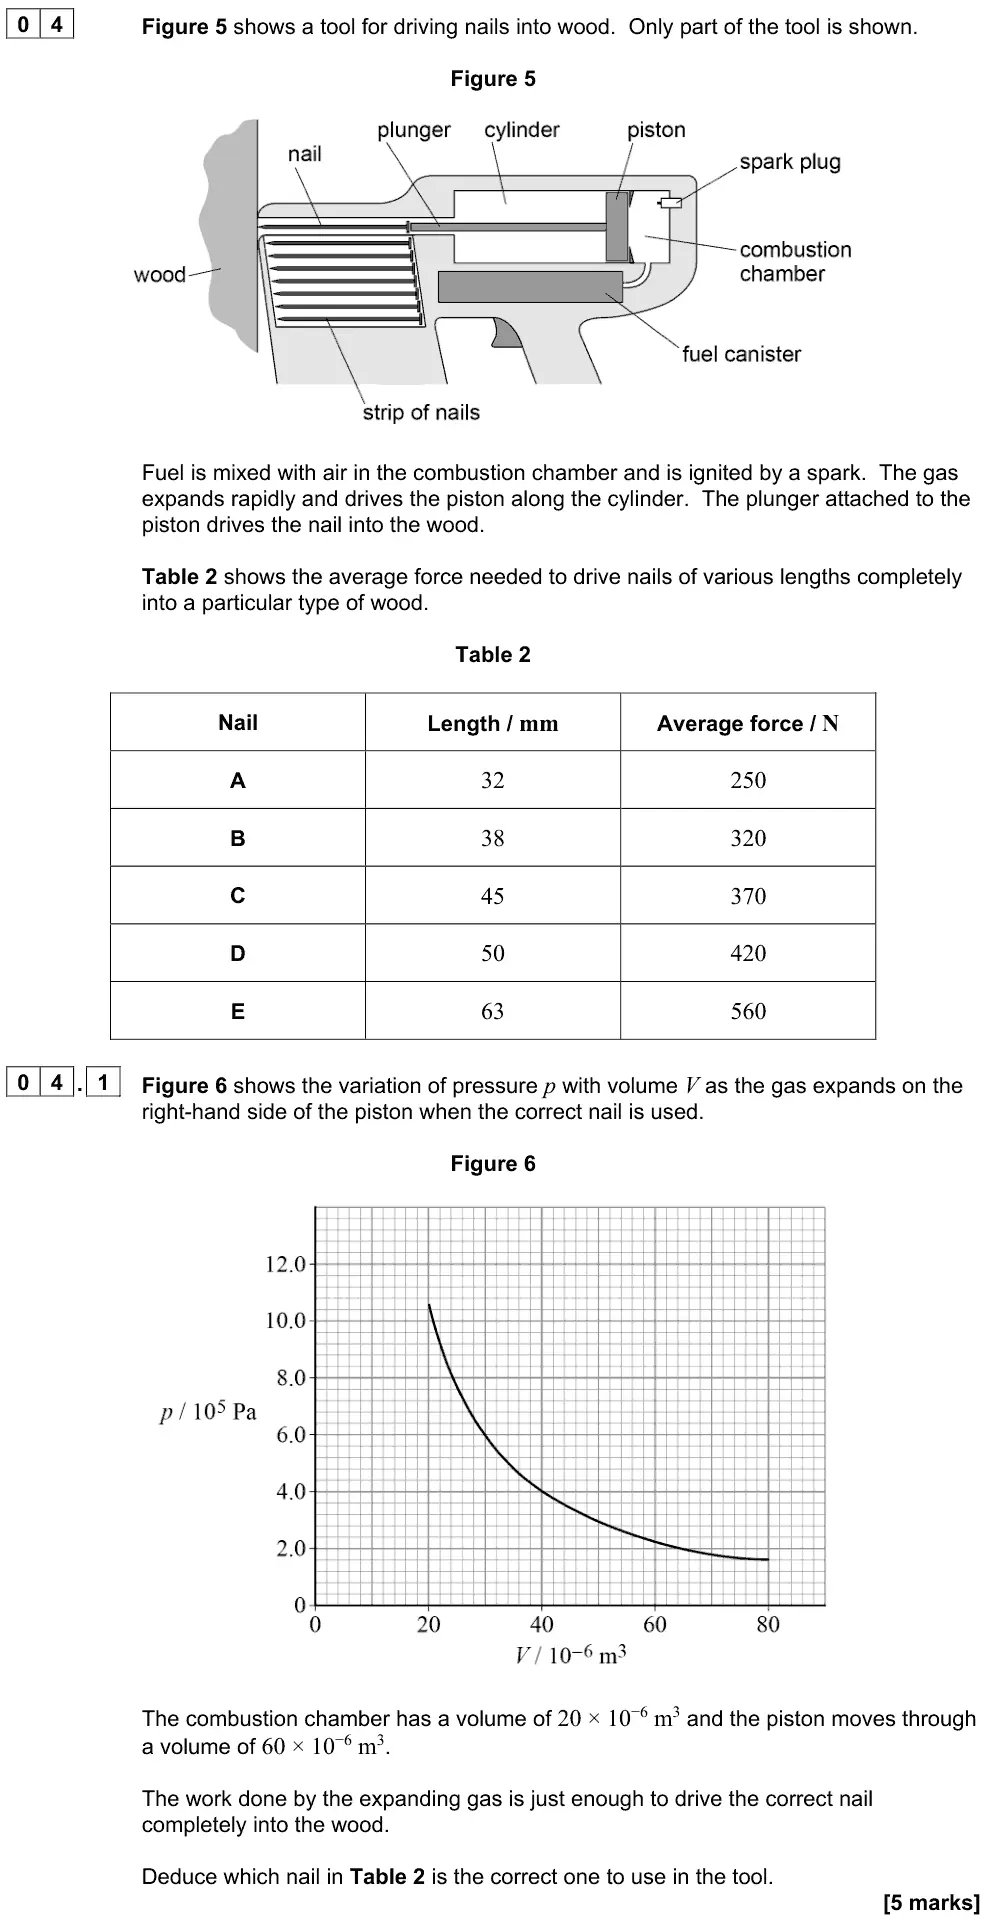 0 4 Figure 5 shows a tool for driving nails into wood. Only part of the tool is shown.
Figure 5
plunger cylinder piston
nail
spark plug
combustion
chamber
wood
fuel canister
strip of nails
Fuel is mixed with air in the combustion chamber and is ignited by a spark. The gas
expands rapidly and drives the piston along the cylinder. The plunger attached to the
piston drives the nail into the wood.
Table 2 shows the average force needed to drive nails of various lengths completely
into a particular type of wood.
Table 2
Nail Length / mm Average force / N
A 32 250
B 38 320
C 45 370
D 50 420
E 63 560
0 4 . 1 Figure 6 shows the variation of pressure p with volume V as the gas expands on the
right-hand side of the piston when the correct nail is used.
Figure 6
12.0
10.0
8.0
p / 10⁵ Pa
6.0
4.0
2.0
0
0 20 40 60 80
V / 10⁻⁶ m³
The combustion chamber has a volume of 20 × 10⁻⁶ m³ and the piston moves through
a volume of 60 × 10⁻⁶ m³.
The work done by the expanding gas is just enough to drive the correct nail
completely into the wood.
Deduce which nail in Table 2 is the correct one to use in the tool.
[5 marks]